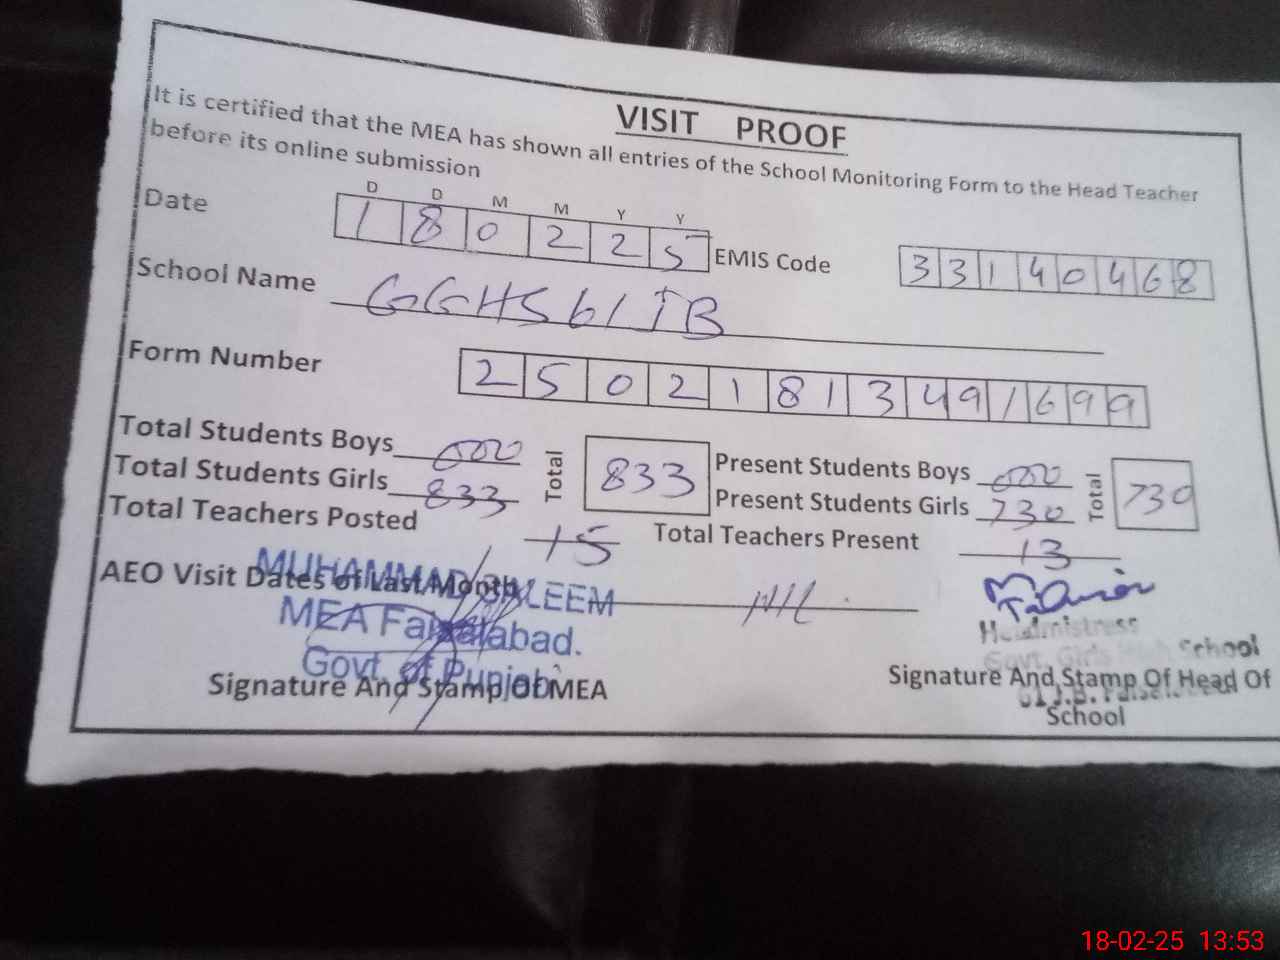 VISIT PROOF
It is certified that the MEA has shown all entries of the School Monitoring Form to the Head Teacher
before its online submission
D D M M Y Y
Date 1 8 0 2 2 5 EMIS Code 3 3 1 4 0 4 6 8
School Name GGHS 61 JB
Form Number 2 5 0 2 1 8 1 3 4 9 1 6 9 9
Total Students Boys 000 Total 833 Present Students Boys 000 Total 730
Total Students Girls 833 Present Students Girls 730
Total Teachers Posted 15 Total Teachers Present 13
AEO Visit Dates of Last Month NIL
MUHAMMAD SALEEM
MEA Faisalabad.
Govt. of Punjab
Headmistress
Govt. Girls High School
61 J.B.
Signature And Stamp Of MEA
Signature And Stamp Of Head Of
School
18-02-25 13:53